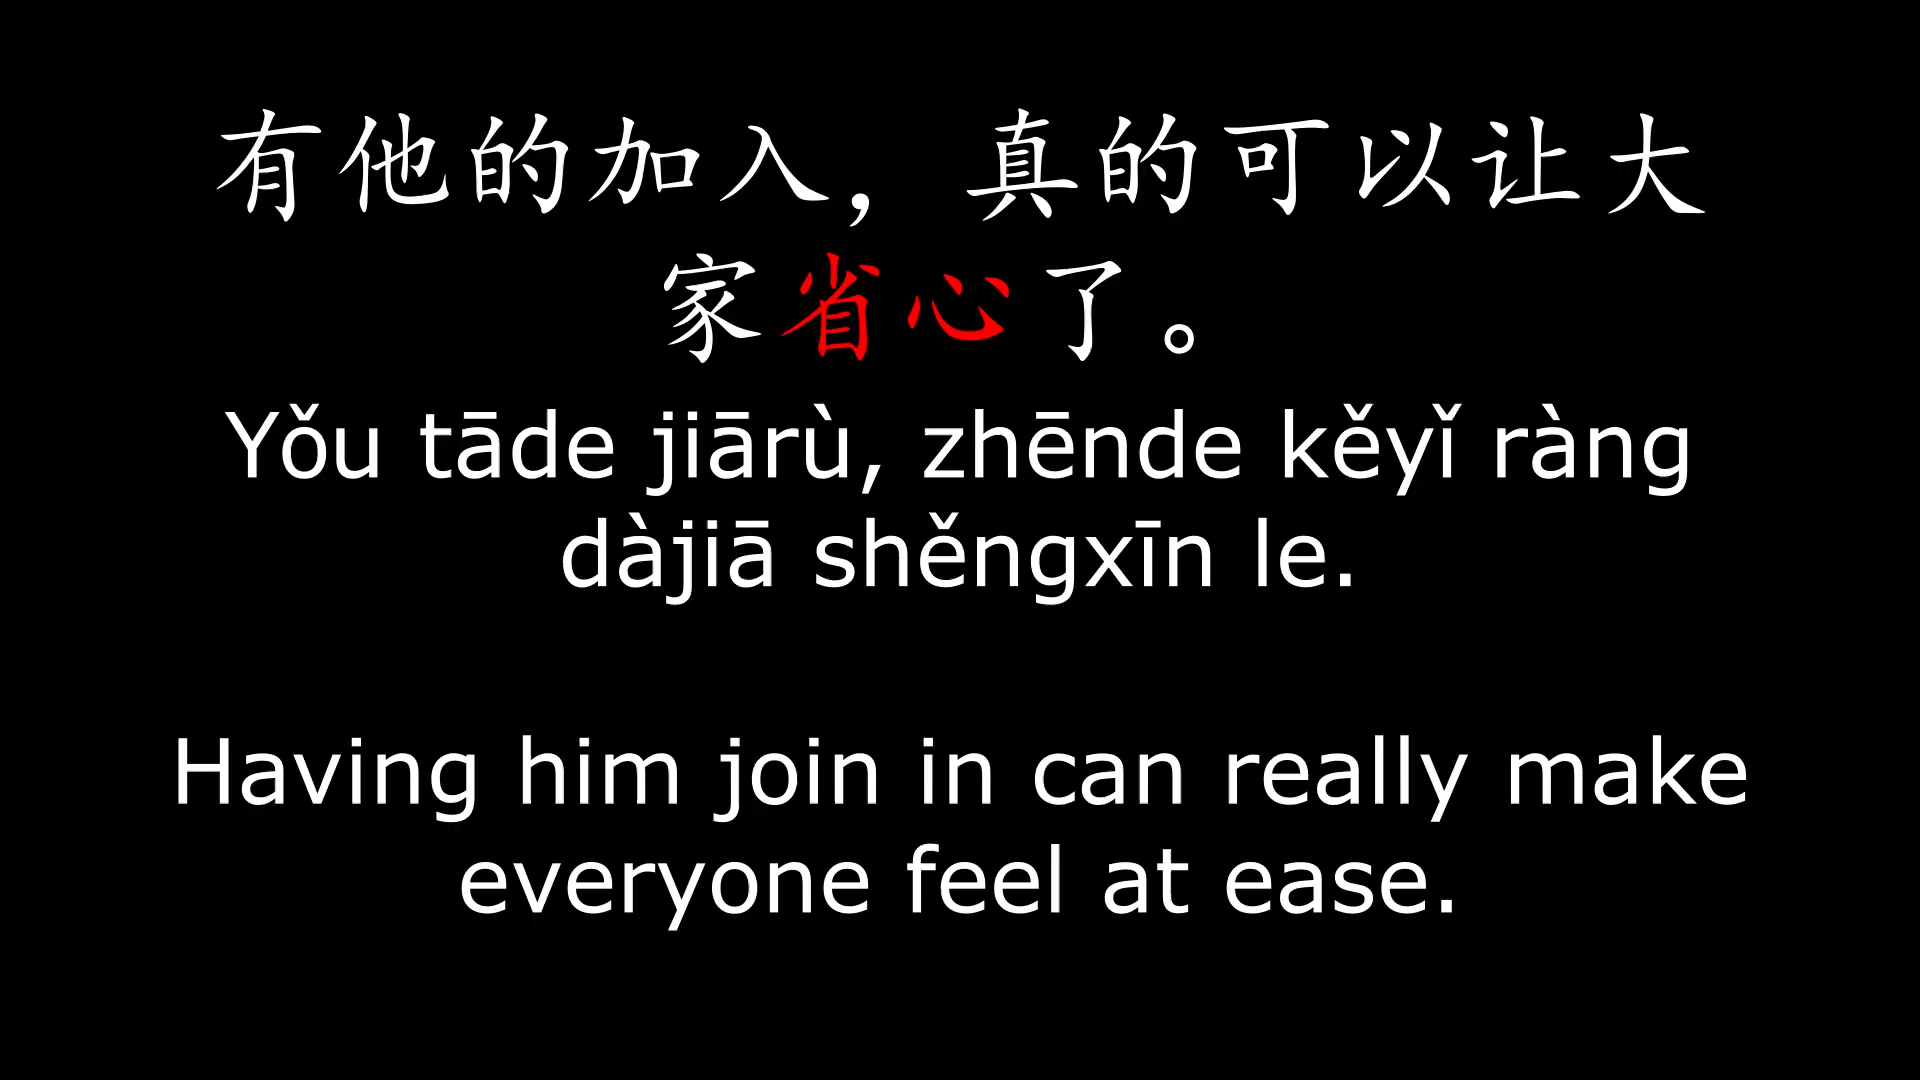 有他的加入，真的可以让大
家省心了。
Yǒu tāde jiārù, zhēnde kěyǐ ràng
dàjiā shěngxīn le.
Having him join in can really make
everyone feel at ease.